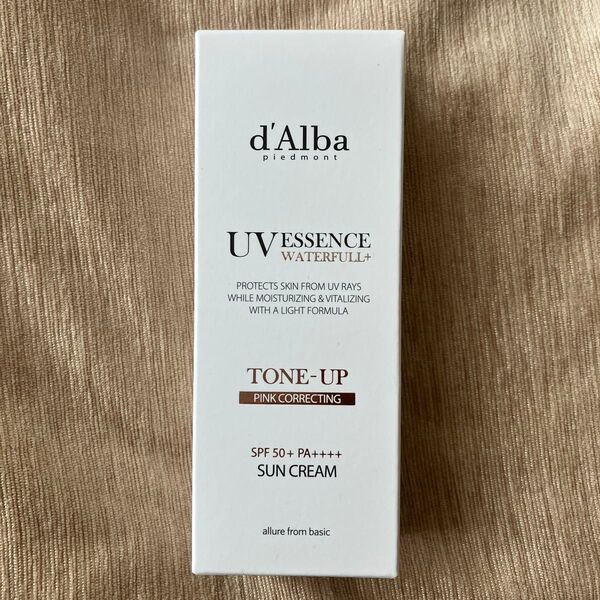 d'Alba
piedmont
UV ESSENCE
WATERFULL+
PROTECTS SKIN FROM UV RAYS
WHILE MOISTURIZING & VITALIZING
WITH A LIGHT FORMULA
TONE-UP
PINK CORRECTING
SPF 50+ PA++++
SUN CREAM
allure from basic